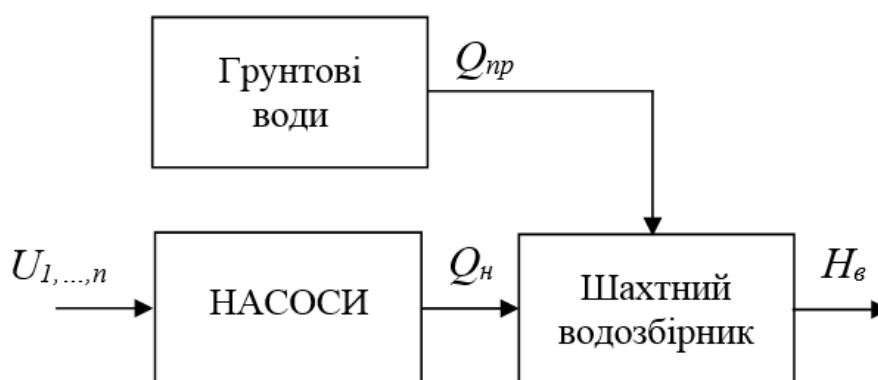 Грунтові
води
Qпр
U1,...,n
НАСОСИ
Qн
Шахтний
водозбірник
Hв